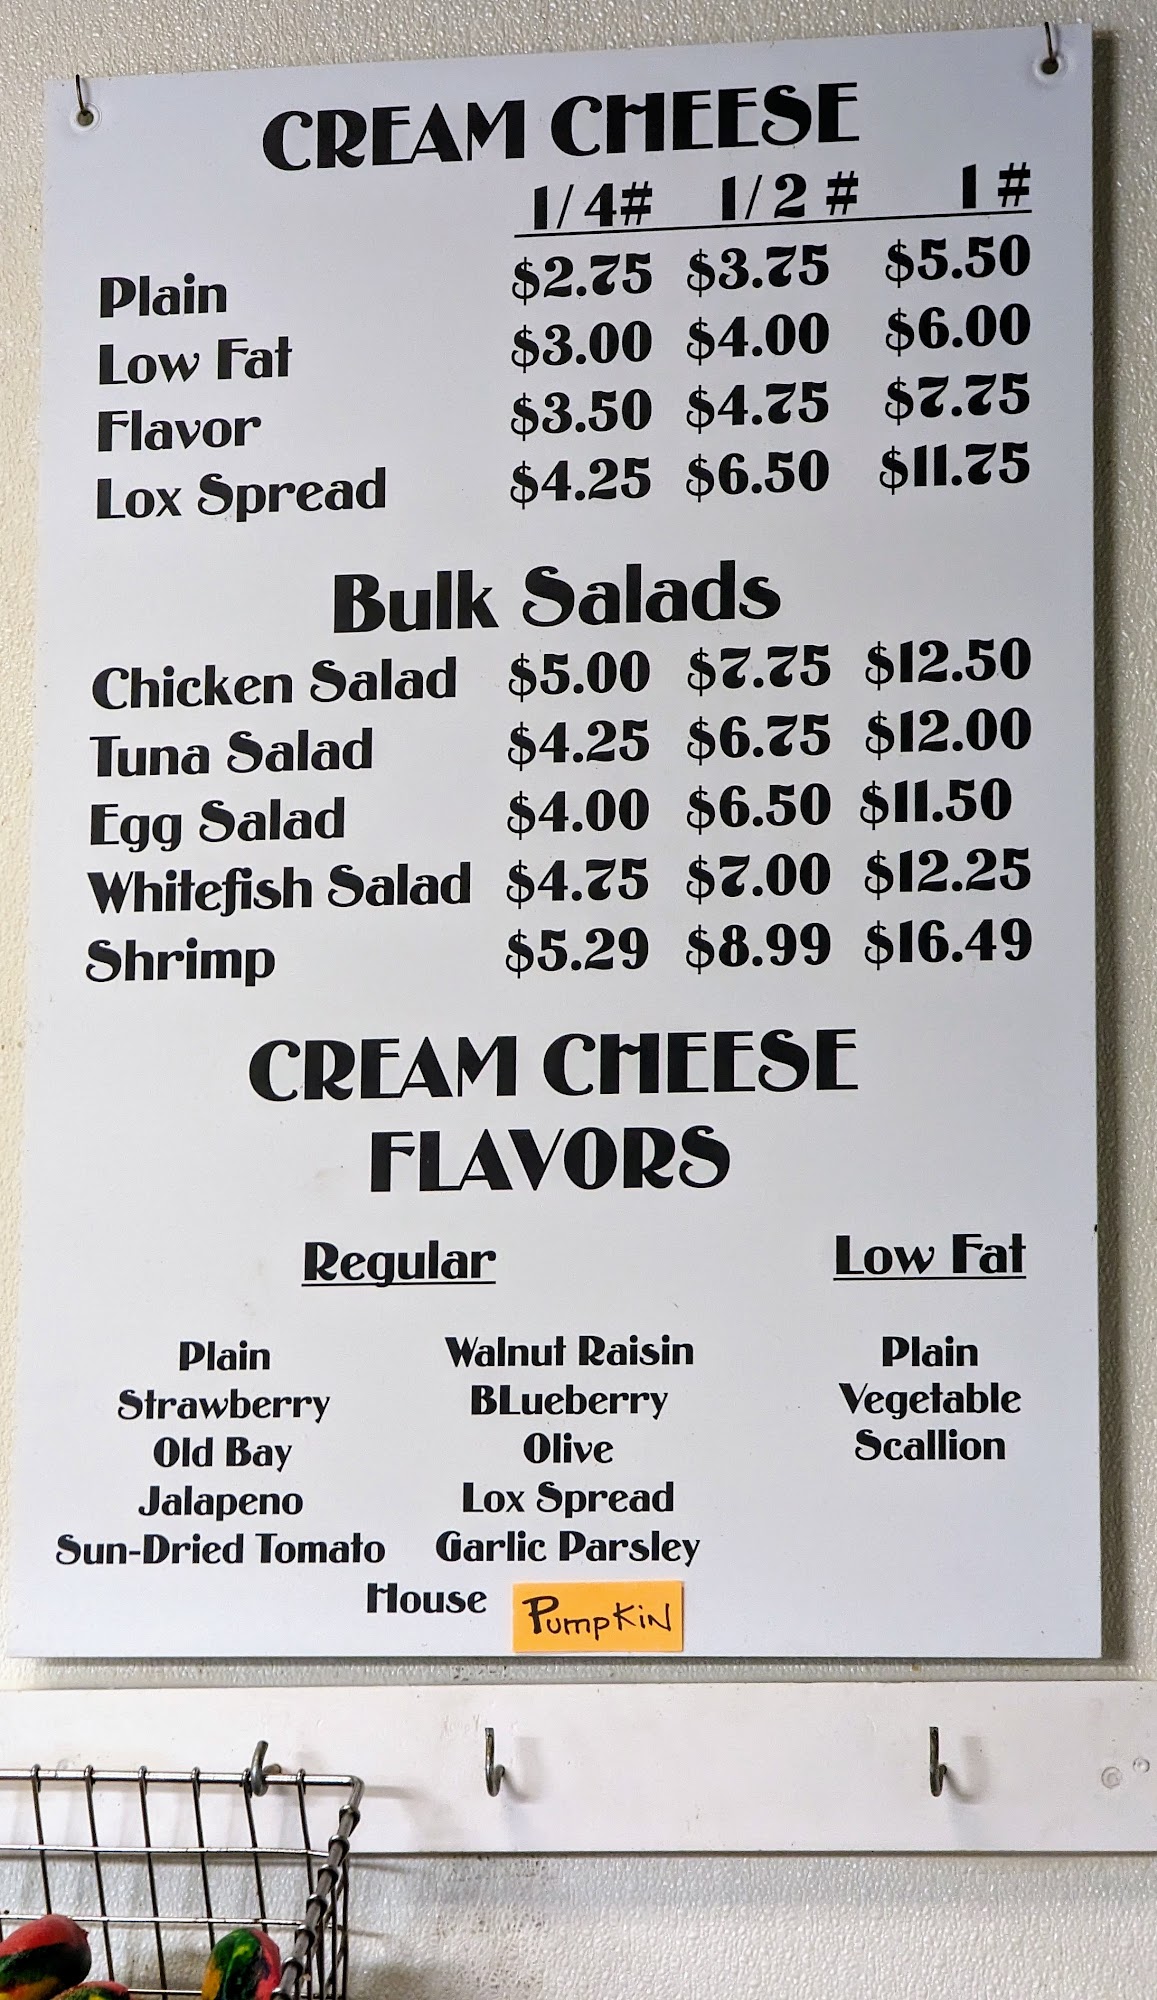 CREAM CHEESE
1/4# 1/2 # 1 #
Plain $2.75 $3.75 $5.50
Low Fat $3.00 $4.00 $6.00
Flavor $3.50 $4.75 $7.75
Lox Spread $4.25 $6.50 $11.75
Bulk Salads
Chicken Salad $5.00 $7.75 $12.50
Tuna Salad $4.25 $6.75 $12.00
Egg Salad $4.00 $6.50 $11.50
Whitefish Salad $4.75 $7.00 $12.25
Shrimp $5.29 $8.99 $16.49
CREAM CHEESE
FLAVORS
Regular Low Fat
Plain Walnut Raisin Plain
Strawberry BLueberry Vegetable
Old Bay Olive Scallion
Jalapeno Lox Spread
Sun-Dried Tomato Garlic Parsley
House PumpKiN